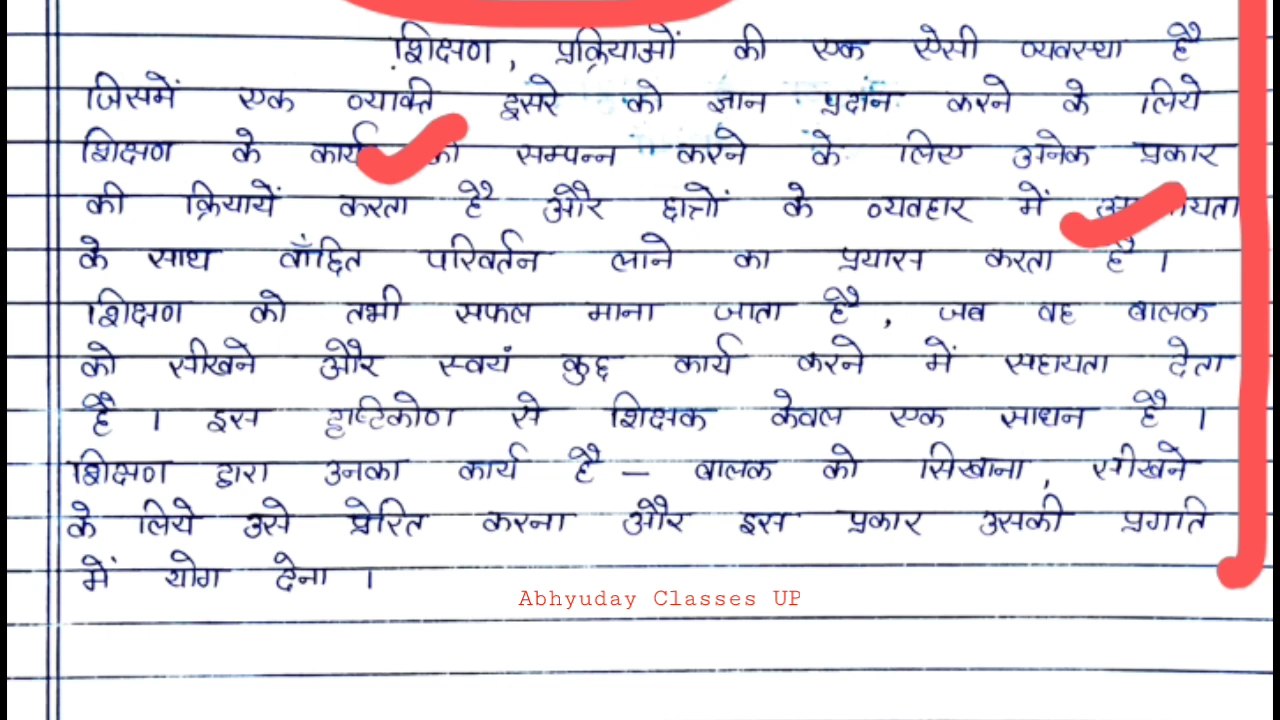 शिक्षण, प्रक्रियाओं की एक ऐसी व्यवस्था है
जिसमें एक व्यक्ति दूसरे को ज्ञान प्रदान करने के लिये
शिक्षण के कार्य को सम्पन्न करने के लिए अनेक प्रकार
की क्रियायें करता है और छात्रों के व्यवहार में
के साथ वाँछित परिवर्तन लाने का प्रयास करता है।
शिक्षण को तभी सफल माना जाता है, जब वह बालक
को सीखने और स्वयं कुछ कार्य करने में सहायता देता
है। इस दृष्टिकोण से शिक्षक केवल एक साधन है।
शिक्षण द्वारा उनका कार्य है – बालक को सिखाना, सीखने
के लिये उसे प्रेरित करना और इस प्रकार उसकी प्रगति
में योग देना।
Abhyuday Classes UP